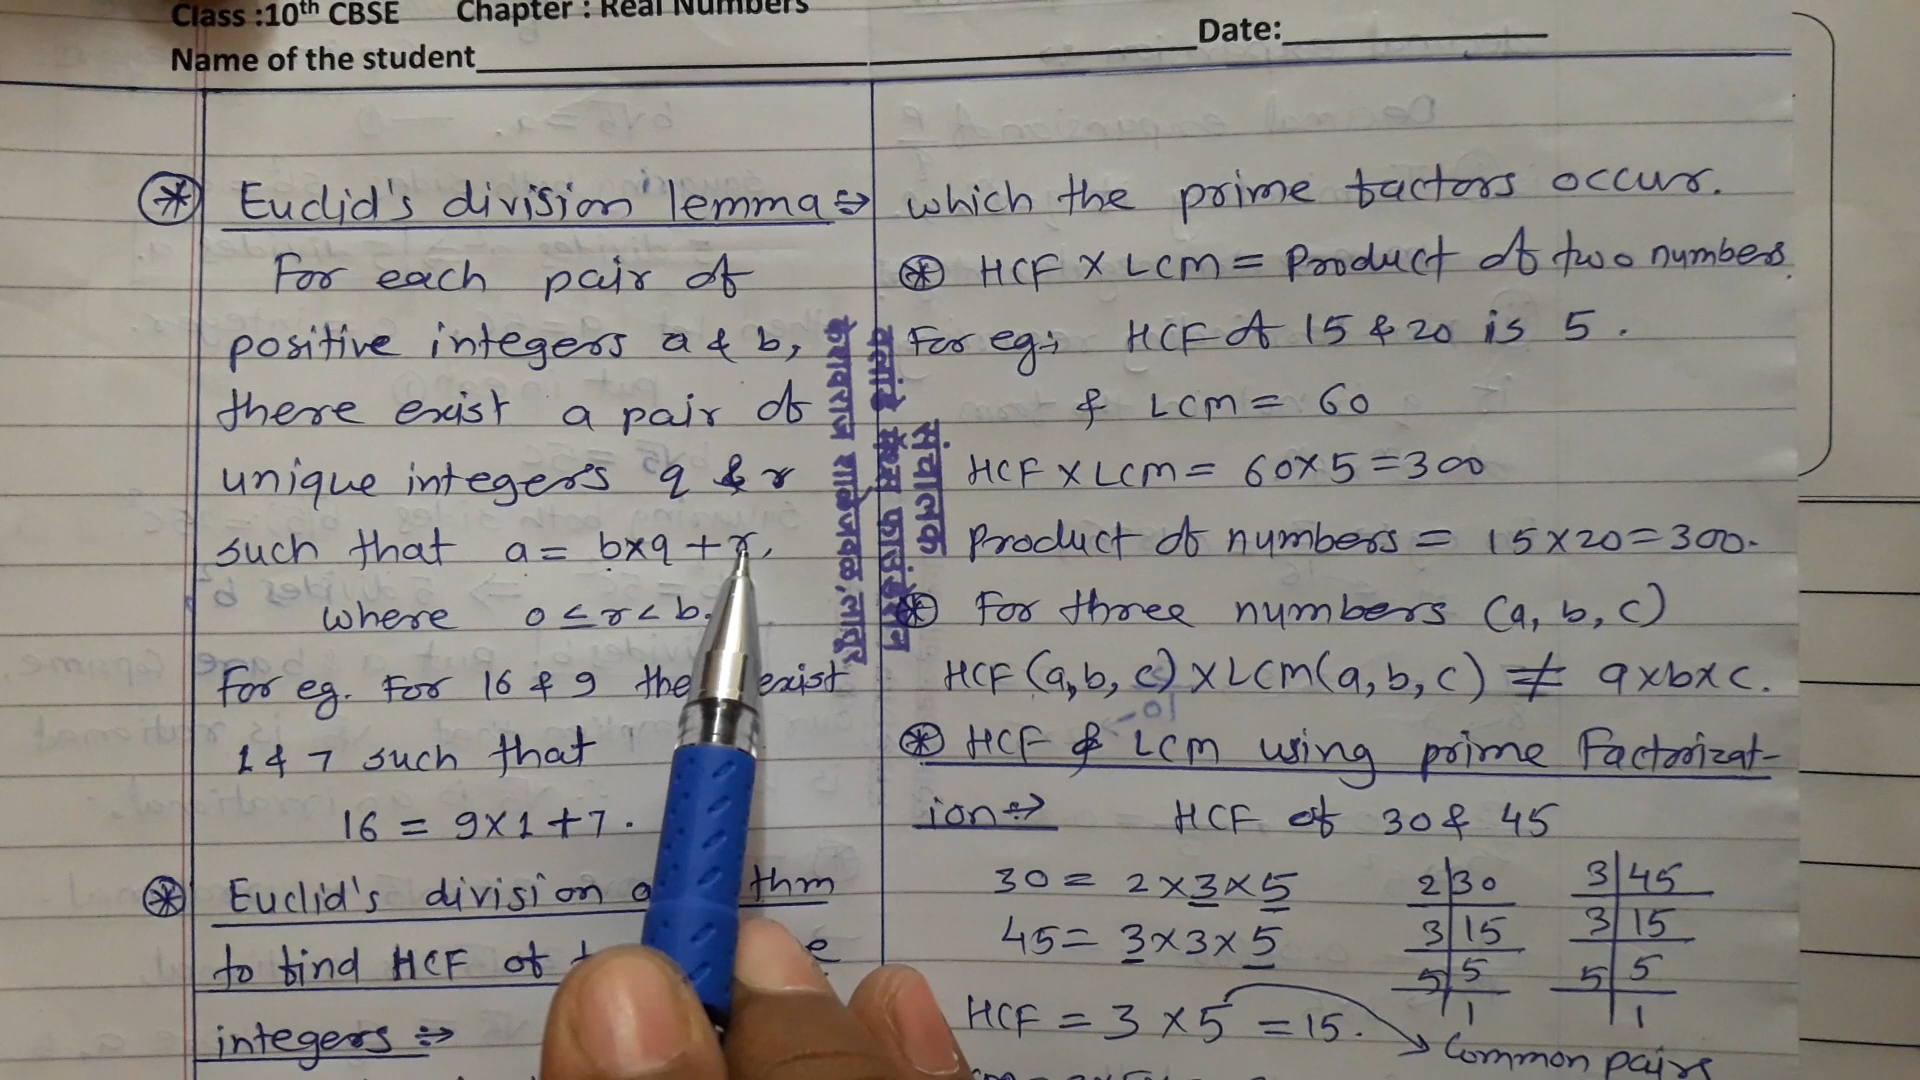 Class :10th CBSE Chapter : Real Numbers
Name of the student Date:
Euclid's division lemma ⇒
For each pair of
positive integers a & b,
there exist a pair of
unique integers q & r
such that a = b×q + r,
where 0 ≤ r < b.
For eg. For 16 & 9 exist
1 & 7 such that
16 = 9×1+7.
Euclid's division
to find HCF of
integers ⇒
which the prime factors occur.
HCF × LCM = Product of two numbers.
For eg: HCF of 15 & 20 is 5.
& LCM = 60
HCF × LCM = 60×5 = 300
Product of numbers = 15×20=300.
For three numbers (a, b, c)
HCF (a, b, c) × LCM(a, b, c) ≠ a×b×c.
HCF & LCM using prime Factorizat-
ion ⇒ HCF of 30 & 45
30 = 2×3×5 2|30 3|45
45 = 3×3×5 3|15 3|15
5|5 5|5
HCF = 3×5 = 15. 1 1
Common pairs
केशवराज शाळेजवळ, लातूर
संचालक